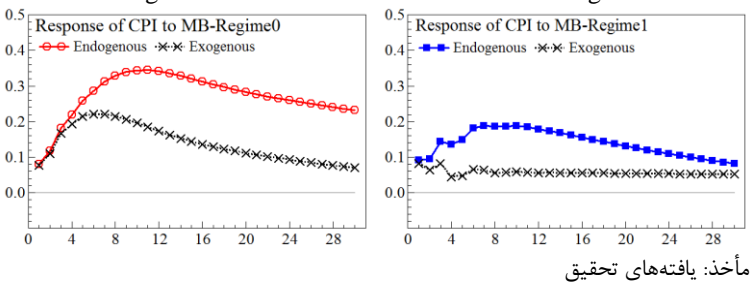 Response of CPI to MB-Regime0
Endogenous Exogenous
0.5
0.4
0.3
0.2
0.1
0.0
0 4 8 12 16 20 24 28
Response of CPI to MB-Regime1
Endogenous Exogenous
0.5
0.4
0.3
0.2
0.1
0.0
0 4 8 12 16 20 24 28
مأخذ: یافته‌های تحقیق